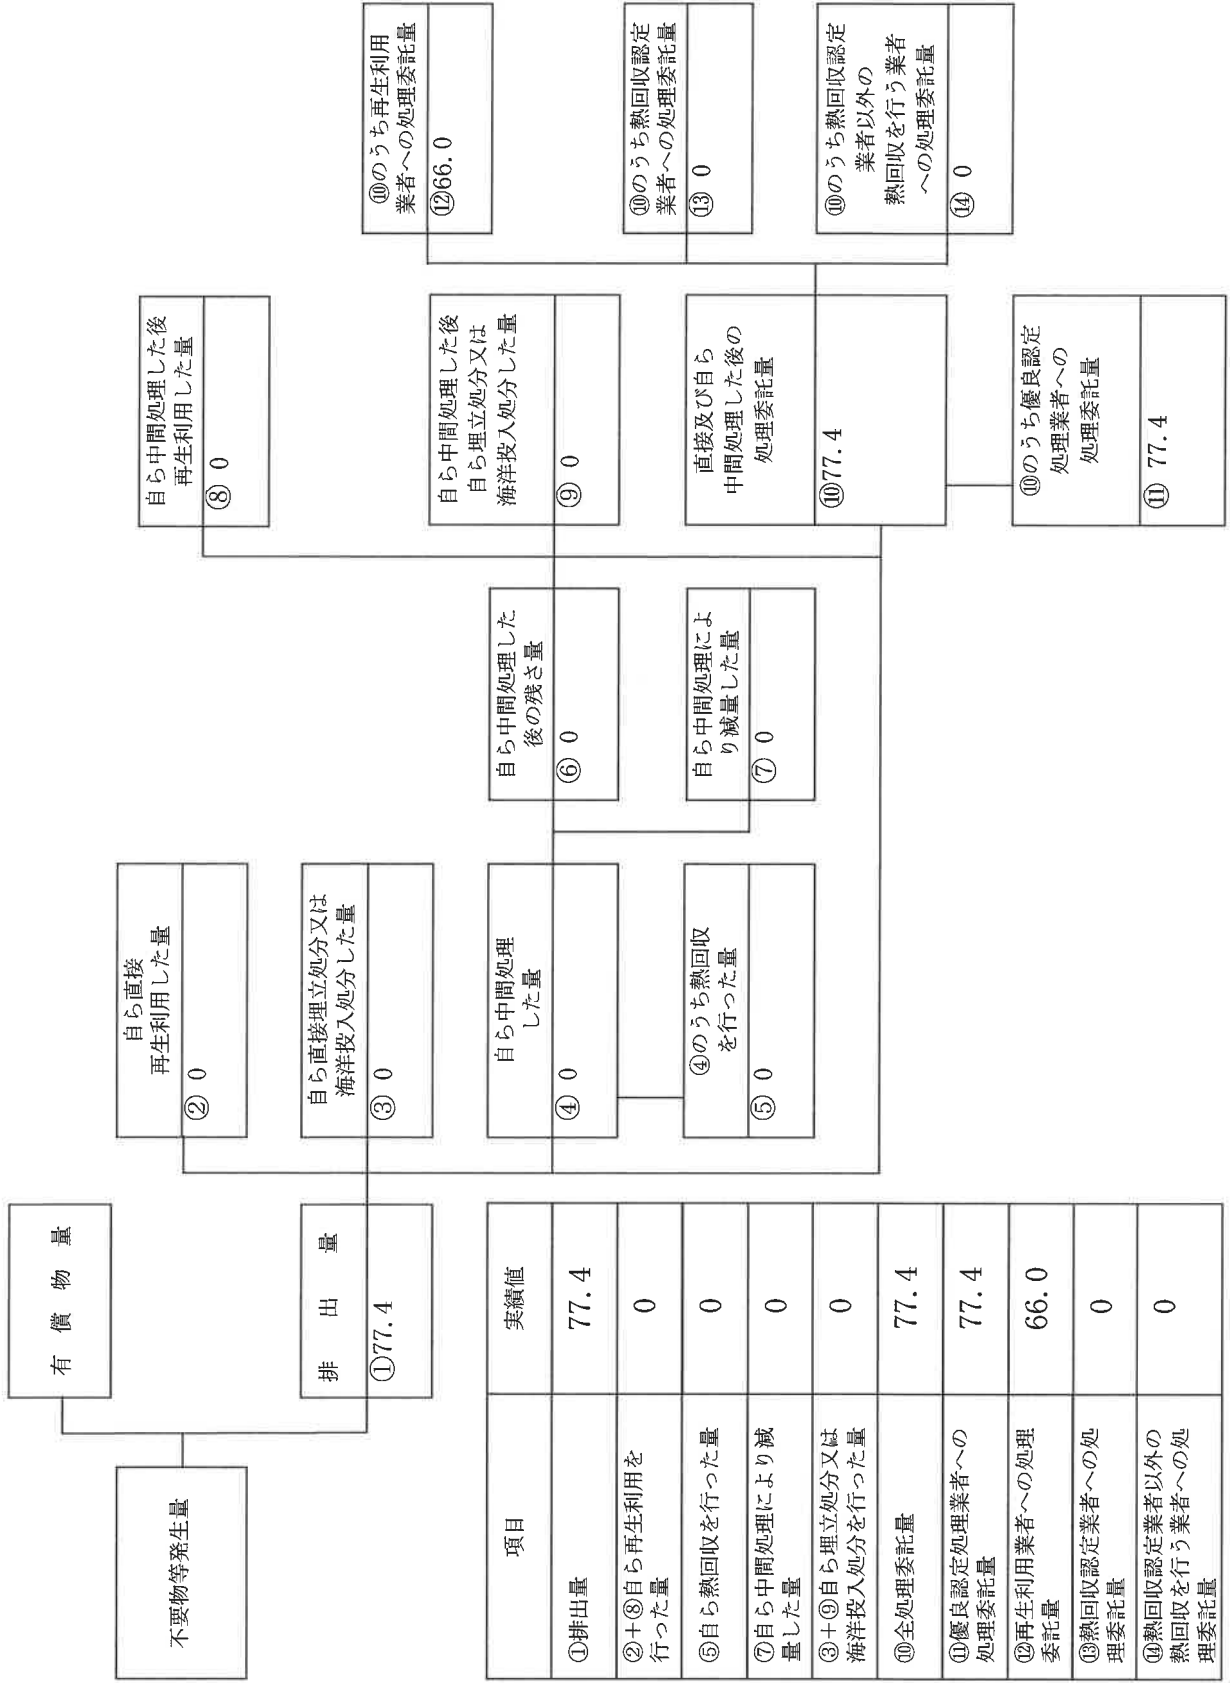 不要物等発生量
有償物量
排出量
①77.4
自ら直接
再生利用した量
② 0
自ら直接埋立処分又は
海洋投入処分した量
③ 0
自ら中間処理
した量
④ 0
④のうち熱回収
を行った量
⑤ 0
自ら中間処理した
後の残さ量
⑥ 0
自ら中間処理によ
り減量した量
⑦ 0
自ら中間処理した後
再生利用した量
⑧ 0
自ら中間処理した後
自ら埋立処分又は
海洋投入処分した量
⑨ 0
直接及び自ら
中間処理した後の
処理委託量
⑩77.4
⑩のうち優良認定
処理業者への
処理委託量
⑪ 77.4
⑩のうち再生利用
業者への処理委託量
⑫66.0
⑩のうち熱回収認定
業者への処理委託量
⑬ 0
⑩のうち熱回収認定
業者以外の
熱回収を行う業者
への処理委託量
⑭ 0
項目 実績値
①排出量 77.4
②+⑧自ら再生利用を
行った量 0
⑤自ら熱回収を行った量 0
⑦自ら中間処理により減
量した量 0
③+⑨自ら埋立処分又は
海洋投入処分を行った量 0
⑩全処理委託量 77.4
⑪優良認定処理業者への
処理委託量 77.4
⑫再生利用業者への処理
委託量 66.0
⑬熱回収認定業者への処
理委託量 0
⑭熱回収認定業者以外の
熱回収を行う業者への処
理委託量 0